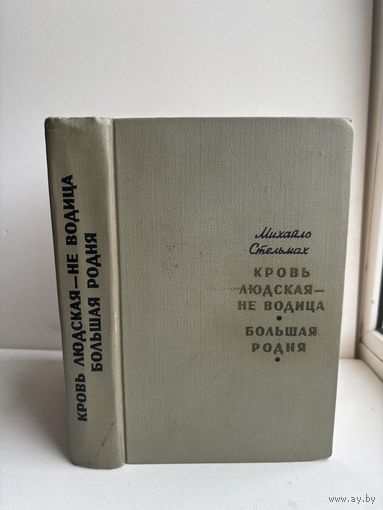 КРОВЬ ЛЮДСКАЯ—НЕ ВОДИЦА
БОЛЬШАЯ РОДНЯ
Михайло
Стельмах
КРОВЬ
ЛЮДСКАЯ—
НЕ ВОДИЦА
•
БОЛЬШАЯ
РОДНЯ
•
www.ay.by